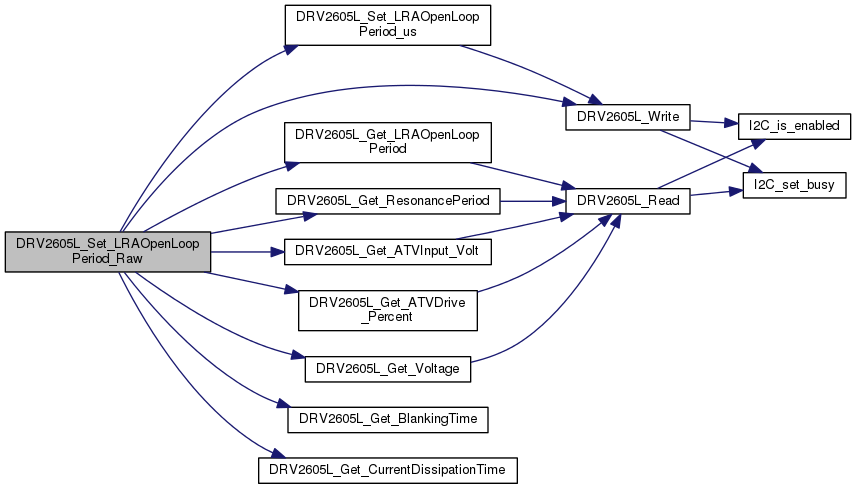 DRV2605L_Set_LRAOpenLoop
Period_us
DRV2605L_Write
I2C_is_enabled
DRV2605L_Get_LRAOpenLoop
Period
DRV2605L_Get_ResonancePeriod
DRV2605L_Read
I2C_set_busy
DRV2605L_Set_LRAOpenLoop
Period_Raw
DRV2605L_Get_ATVInput_Volt
DRV2605L_Get_ATVDrive
_Percent
DRV2605L_Get_Voltage
DRV2605L_Get_BlankingTime
DRV2605L_Get_CurrentDissipationTime